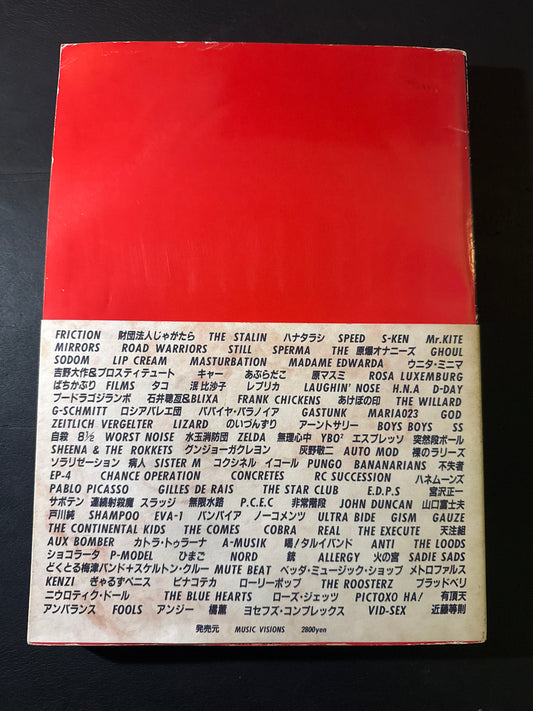 FRICTION 財団法人じゃがたら THE STALIN ハナタラシ SPEED S-KEN Mr.KITE
MIRRORS ROAD WARRIORS STILL SPERMA THE 原爆オナニーズ GHOUL
SODOM LIP CREAM MASTURBATION MADAME EDWARDA ウニタ・ミニマ
吉野大作&プロスティテュート キャー あぶらだこ 原マスミ ROSA LUXEMBURG
ばちかぶり FILMS タコ 滝比沙子 レプリカ LAUGHIN' NOSE H.N.A D-DAY
プードラゴジランボ 石井聰亙&BLIXA FRANK CHICKENS あけぼの印 THE WILLARD
G-SCHMITT ロシアバレエ団 パパイヤ・パラノイア GASTUNK MARIA023 GOD
ZEITLICH VERGELTER LIZARD のいづんずり アーントサリー BOYS BOYS SS
自殺 8½ WORST NOISE 水玉消防団 ZELDA 無理心中 YBO² エスプレッソ 突然段ボール
SHEENA & THE ROKKETS グンジョーガクレヨン 灰野敬二 AUTO MOD 裸のラリーズ
ソラリゼーション 病人 SISTER M コクシネル イコール PUNGO BANANARIANS 不失者
EP-4 CHANCE OPERATION CONCRETES RC SUCCESSION ハネムーンズ
PABLO PICASSO GILLES DE RAIS THE STAR CLUB E.D.P.S 宮沢正一
サボテン 連続射殺魔 スラッジ 無限水路 P.C.E.C 非常階段 JOHN DUNCAN 山口冨士夫
戸川純 SHAMPOO EVA-1 バンパイア ノーコメンツ ULTRA BIDE GISM GAUZE
THE CONTINENTAL KIDS THE COMES COBRA REAL THE EXECUTE 天注組
AUX BOMBER カトラ・トゥラーナ A-MUSIK 喝!タルイバンド ANTI THE LOODS
ショコラータ P-MODEL ひまご NORD 銃 ALLERGY 火の宮 SADIE SADS
どくとる梅津バンド+スケルトン・クルー MUTE BEAT ペッダ・ミュージック・ショップ メトロファルス
KENZI ぎゃるずべニス ピナコテカ ローリーポップ THE ROOSTERZ ブラッドベリ
ニウロティク・ドール THE BLUE HEARTS ローズ・ジェッツ PICTOXO HA! 有頂天
アンバランス FOOLS アンジー 橘薫 ヨセフズ・コンプレックス VID-SEX 近藤等則
発売元 MUSIC VISIONS 2800yen